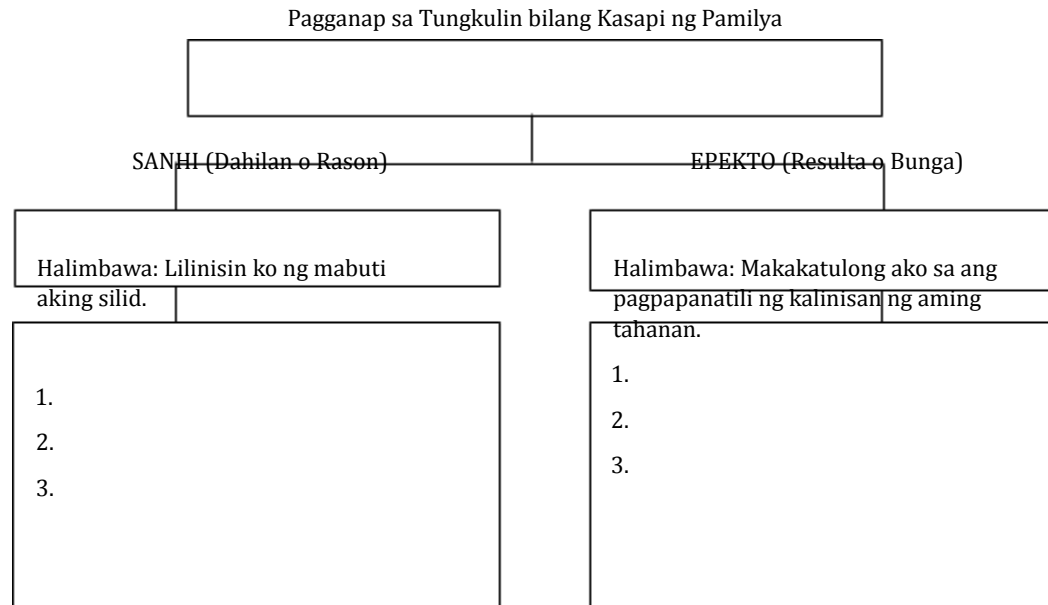 Pagganap sa Tungkulin bilang Kasapi ng Pamilya
SANHI (Dahilan o Rason)
EPEKTO (Resulta o Bunga)
Halimbawa: Lilinisin ko ng mabuti
aking silid.
1.
2.
3.
Halimbawa: Makakatulong ako sa ang
pagpapanatili ng kalinisan ng aming
tahanan.
1.
2.
3.